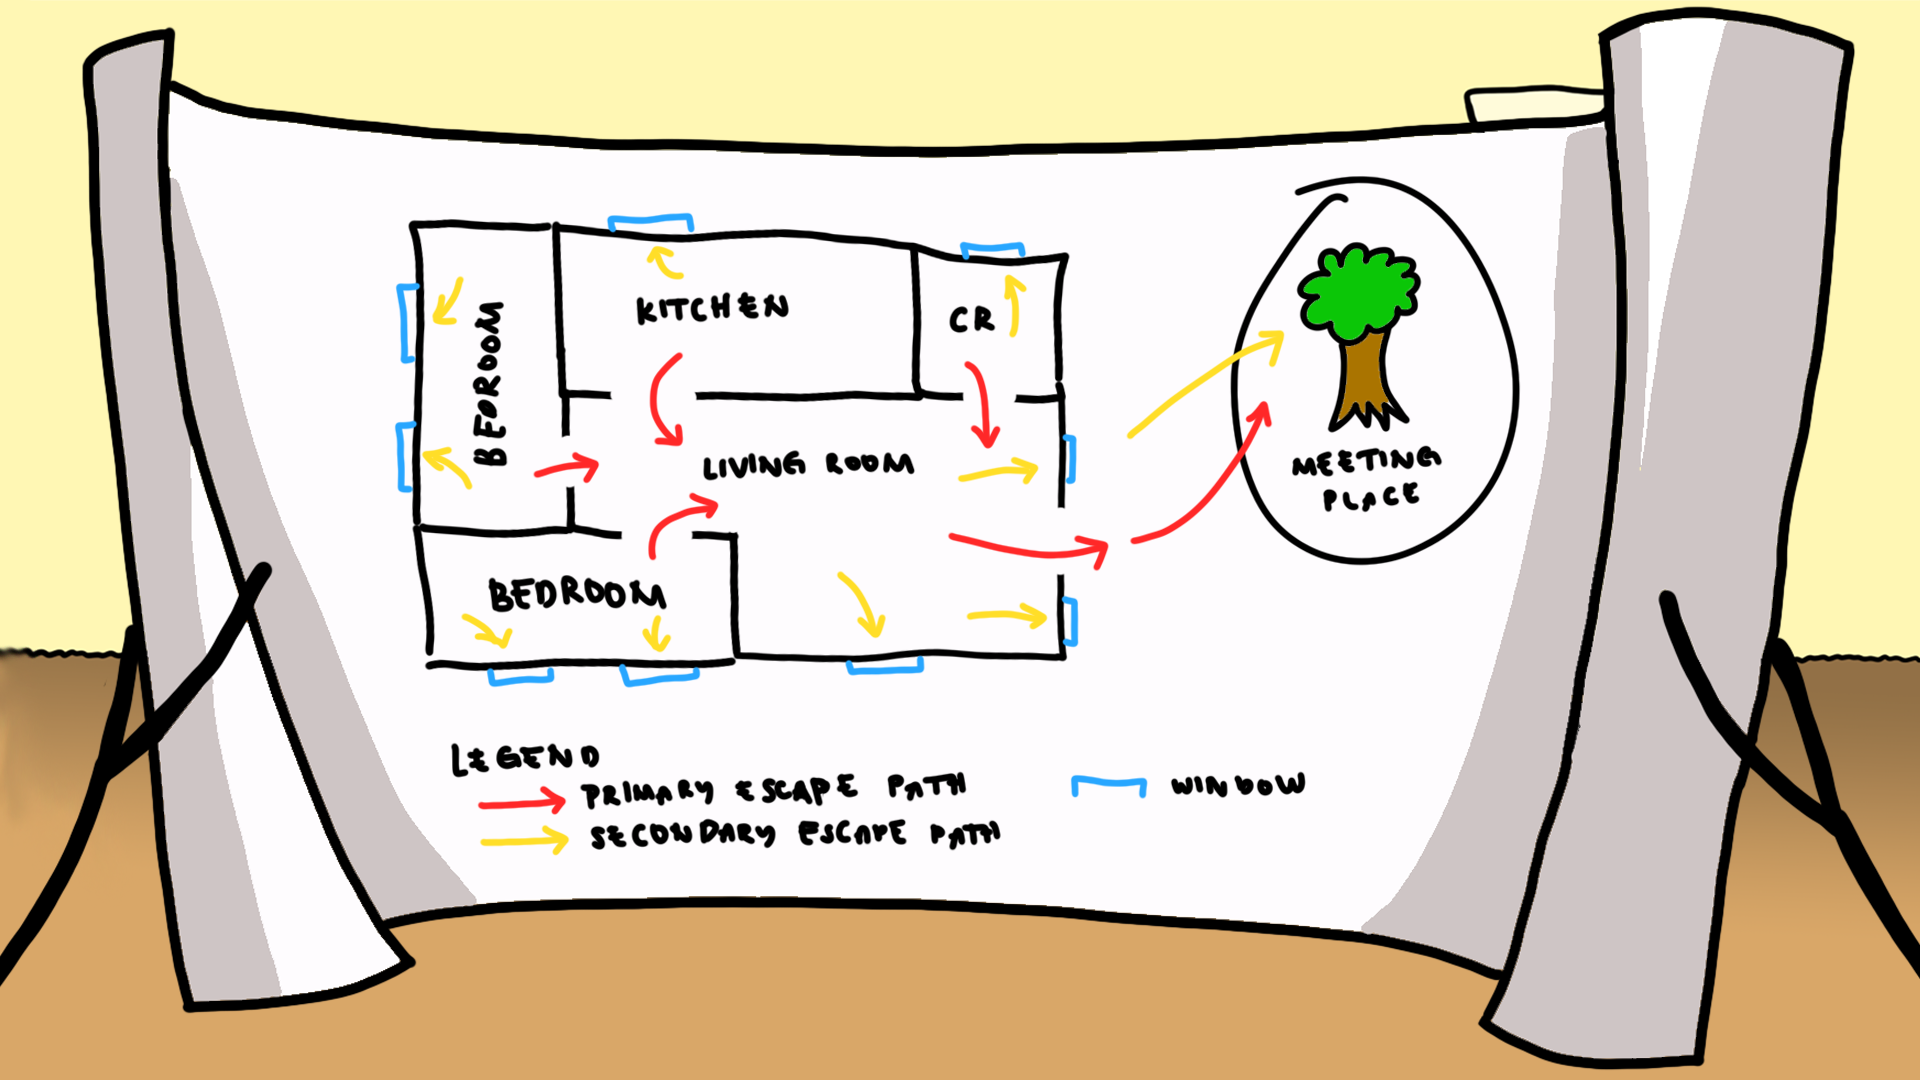 KITCHEN
CR
BEDROOM
LIVING ROOM
BEDROOM
MEETING
PLACE
LEGEND
PRIMARY ESCAPE PATH
SECONDARY ESCAPE PATH
WINDOW